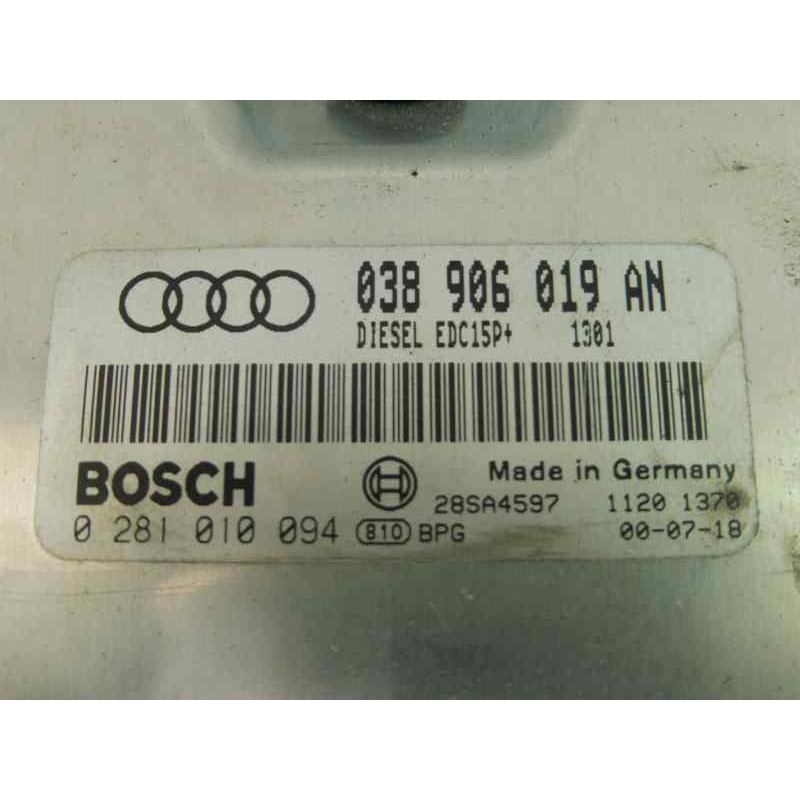 038 906 019 AN
DIESEL EDC15P+ 1301
BOSCH Made in Germany
28SA4597 1120 1370
0 281 010 094 810 BPG 00-07-18